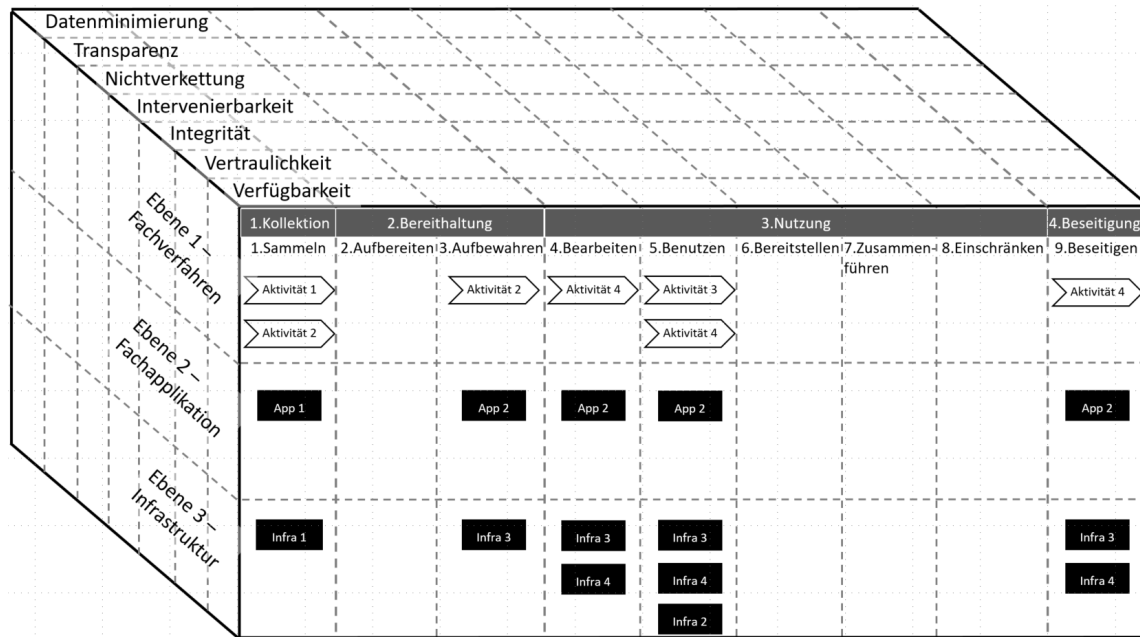 Datenminimierung
Transparenz
Nichtverkettung
Intervenierbarkeit
Integrität
Vertraulichkeit
Verfügbarkeit
Ebene 1 –
Fachverfahren
Ebene 2 –
Fachapplikation
Ebene 3 –
Infrastruktur
1.Kollektion 2.Bereithaltung 3.Nutzung 4.Beseitigung
1.Sammeln 2.Aufbereiten 3.Aufbewahren 4.Bearbeiten 5.Benutzen 6.Bereitstellen 7.Zusammen- 8.Einschränken 9.Beseitigen
führen
Aktivität 1 Aktivität 2 Aktivität 4 Aktivität 3 Aktivität 4
Aktivität 2 Aktivität 4
App 1 App 2 App 2 App 2 App 2
Infra 1 Infra 3 Infra 3 Infra 3 Infra 3
Infra 4 Infra 4 Infra 4
Infra 2